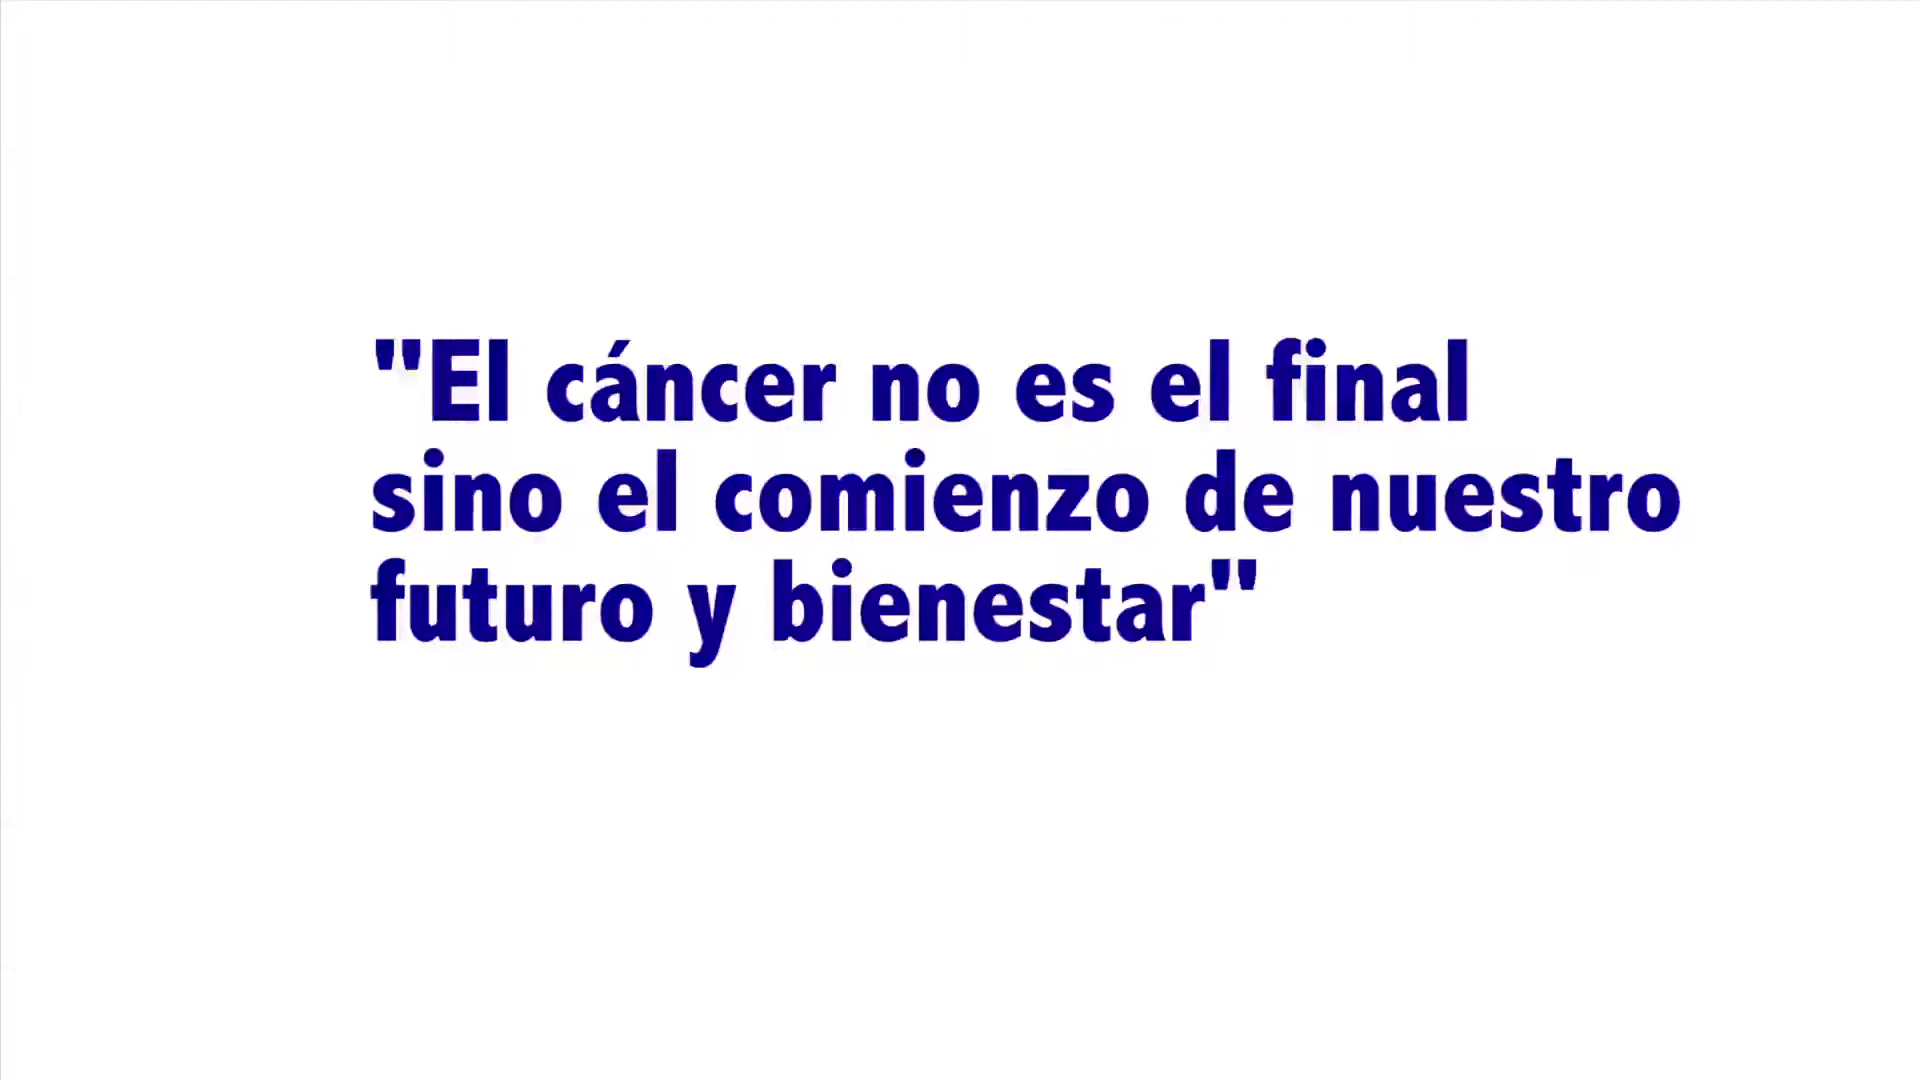 "El cáncer no es el final
sino el comienzo de nuestro
futuro y bienestar"